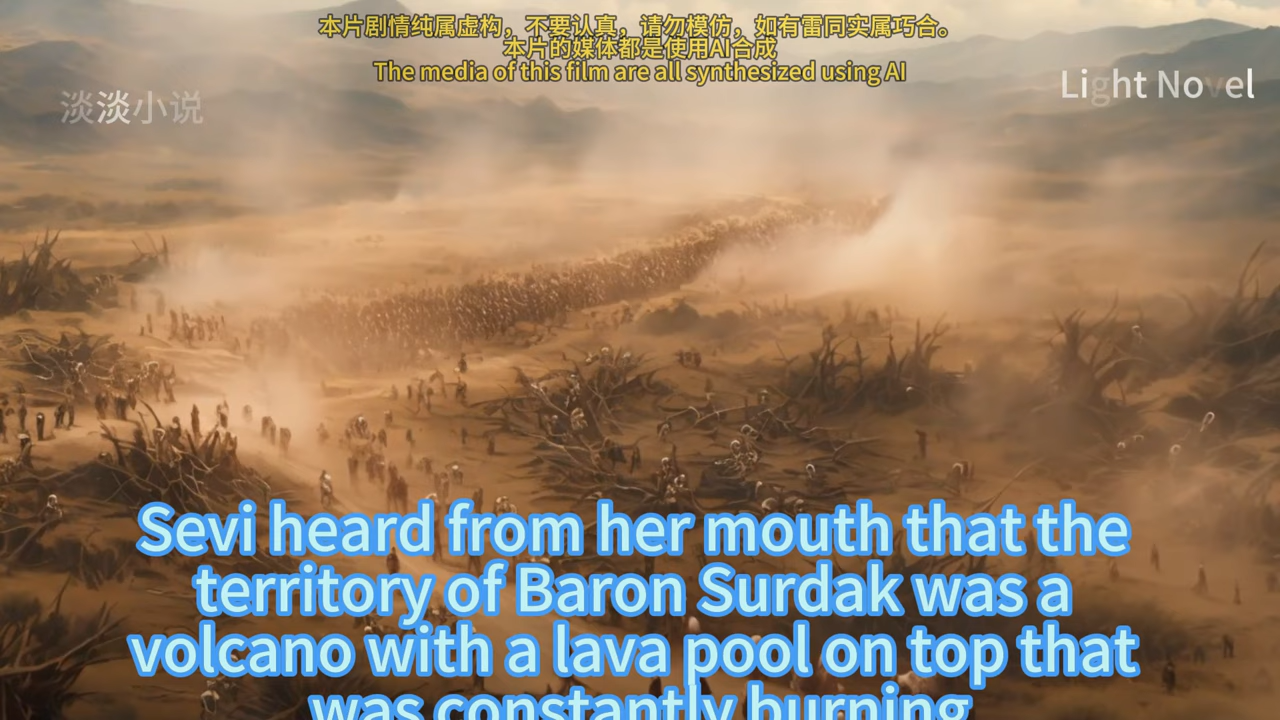 本片剧情纯属虚构，不要认真，请勿模仿，如有雷同实属巧合。
本片的媒体都是使用AI合成
The media of this film are all synthesized using AI
Light Novel
淡淡小说
Sevi heard from her mouth that the
territory of Baron Surdak was a
volcano with a lava pool on top that
was constantly burning